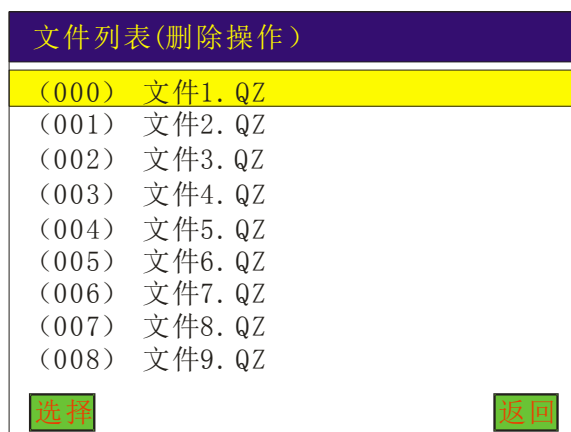 文件列表(删除操作）
（000） 文件1.QZ
（001） 文件2.QZ
（002） 文件3.QZ
（003） 文件4.QZ
（004） 文件5.QZ
（005） 文件6.QZ
（006） 文件7.QZ
（007） 文件8.QZ
（008） 文件9.QZ
选择 返回